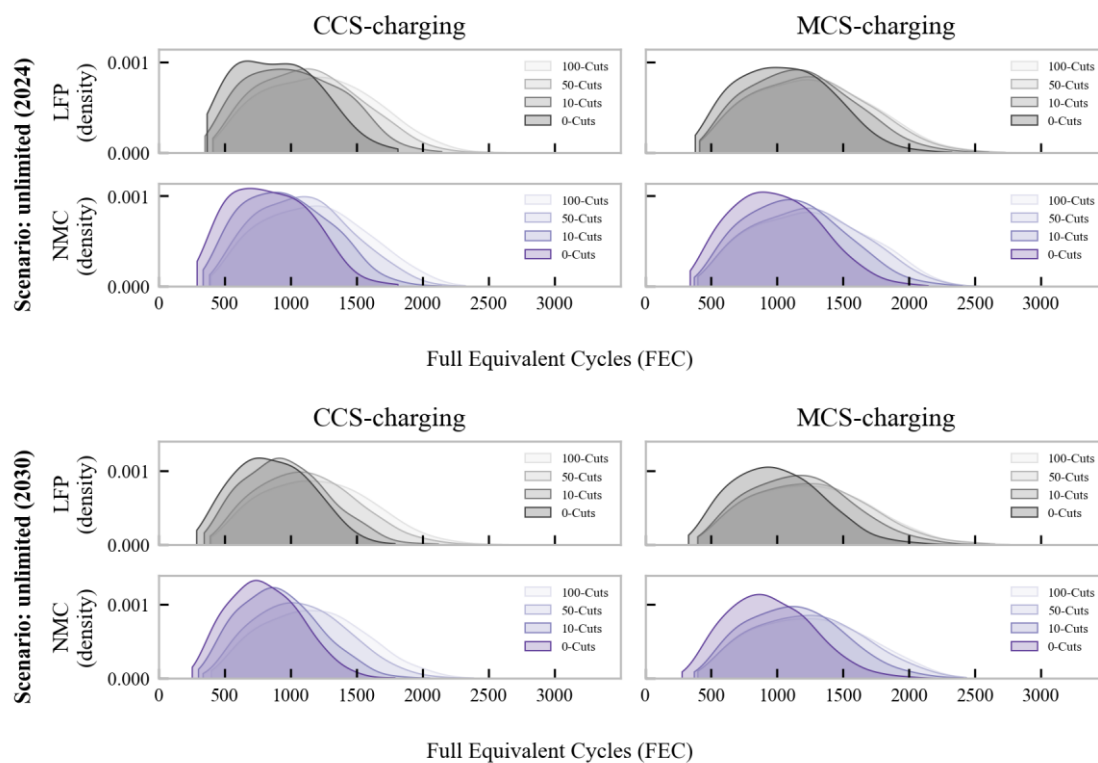 CCS-charging
MCS-charging
Scenario: unlimited (2024)
LFP
(density)
0.001
0.000
100-Cuts
50-Cuts
10-Cuts
0-Cuts
100-Cuts
50-Cuts
10-Cuts
0-Cuts
NMC
(density)
0.001
0.000
100-Cuts
50-Cuts
10-Cuts
0-Cuts
100-Cuts
50-Cuts
10-Cuts
0-Cuts
0 500 1000 1500 2000 2500 3000
0 500 1000 1500 2000 2500 3000
Full Equivalent Cycles (FEC)
CCS-charging
MCS-charging
Scenario: unlimited (2030)
LFP
(density)
0.001
0.000
100-Cuts
50-Cuts
10-Cuts
0-Cuts
100-Cuts
50-Cuts
10-Cuts
0-Cuts
NMC
(density)
0.001
0.000
100-Cuts
50-Cuts
10-Cuts
0-Cuts
100-Cuts
50-Cuts
10-Cuts
0-Cuts
0 500 1000 1500 2000 2500 3000
0 500 1000 1500 2000 2500 3000
Full Equivalent Cycles (FEC)